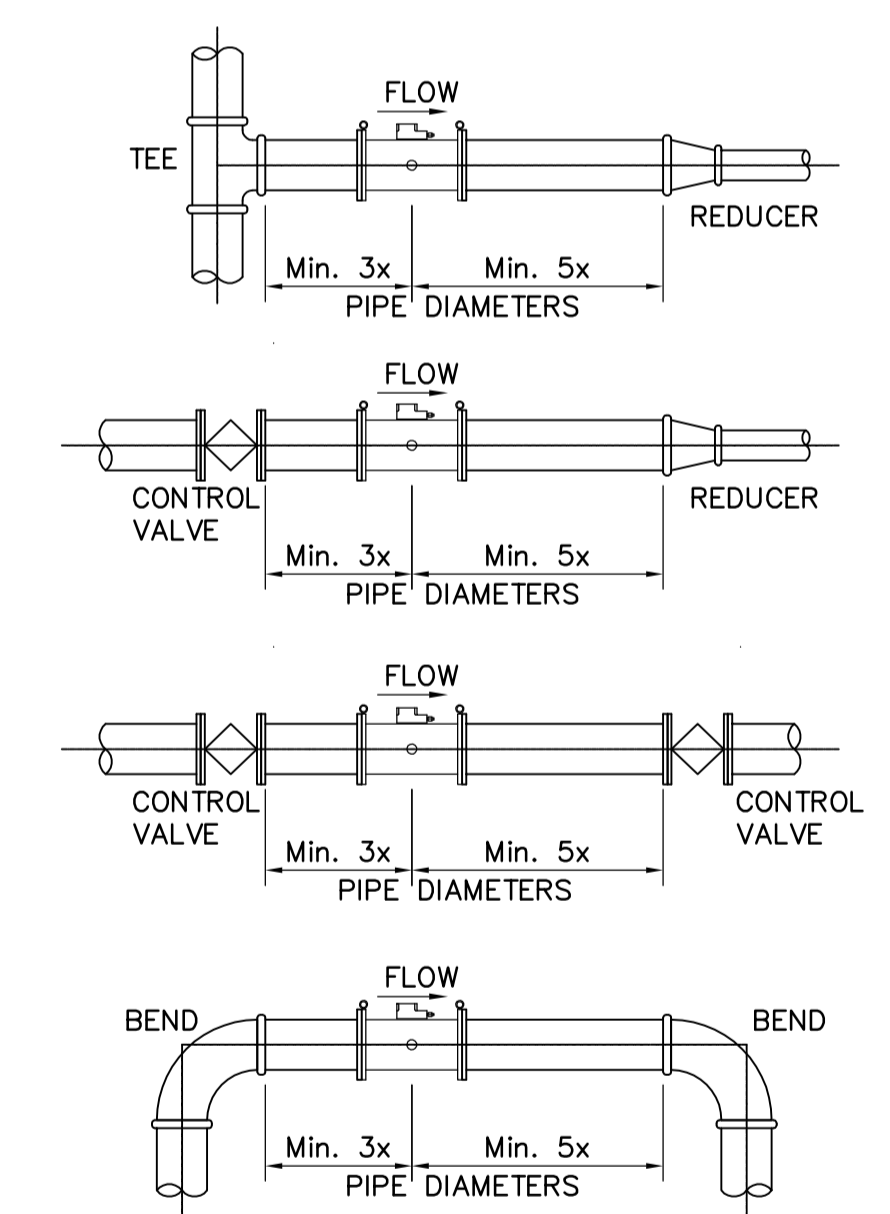 FLOW
TEE
REDUCER
Min. 3x Min. 5x
PIPE DIAMETERS
FLOW
CONTROL
VALVE
REDUCER
Min. 3x Min. 5x
PIPE DIAMETERS
FLOW
CONTROL
VALVE
CONTROL
VALVE
Min. 3x Min. 5x
PIPE DIAMETERS
FLOW
BEND
BEND
Min. 3x Min. 5x
PIPE DIAMETERS